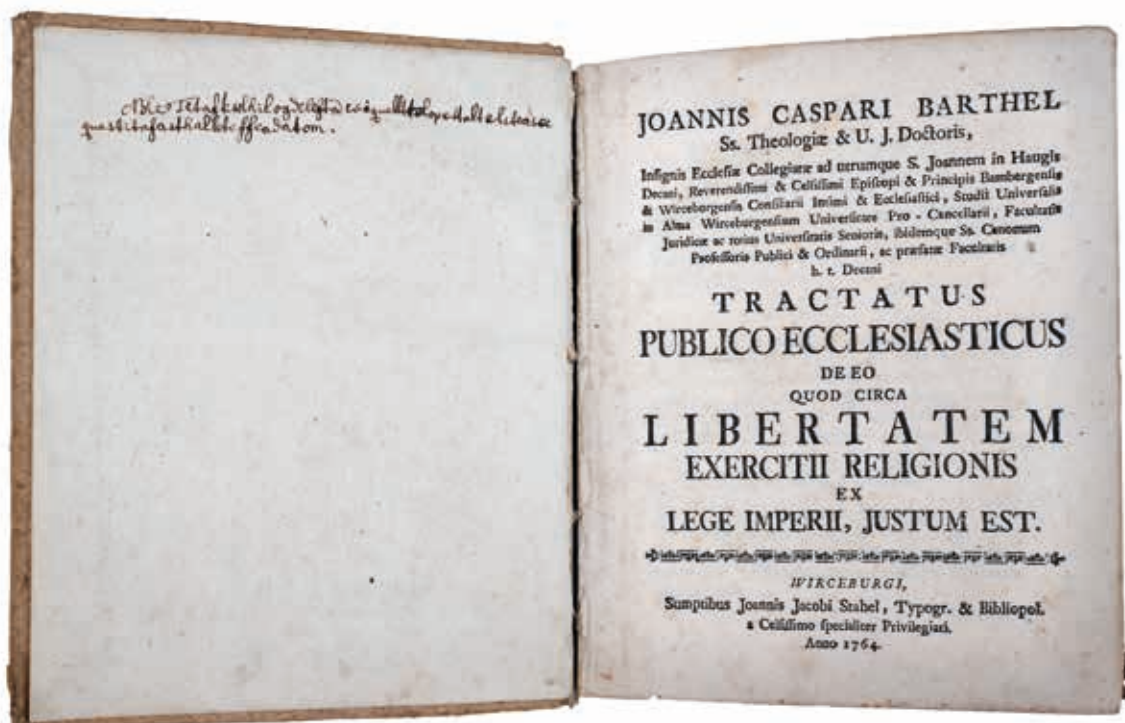 JOANNIS CASPARI BARTHEL
Ss. Theologiæ & U. J. Doctoris,
Insignis Ecclesiæ Collegiatæ ad utrumque S. Joannem in Haugis
Decani, Reverendissimi & Celsissimi Episcopi & Principis Bambergensis
& Wirceburgensis Consiliarii Intimi & Ecclesiastici, Studii Universalis
in Alma Wirceburgensium Universitate Pro-Cancellarii, Facultatis
Juridicæ ac totius Universitatis Senioris, ibidemque Ss. Canonum
Professoris Publici & Ordinarii, ac præfatæ Facultatis
h. t. Decani
TRACTATUS
PUBLICO ECCLESIASTICUS
DE EO
QUOD CIRCA
LIBERTATEM
EXERCITII RELIGIONIS
EX
LEGE IMPERII, JUSTUM EST.
WIRCEBURGI,
Sumptibus Joannis Jacobi Stahel, Typogr. & Bibliopol.
a Celsissimo specialiter Privilegiati.
Anno 1764.